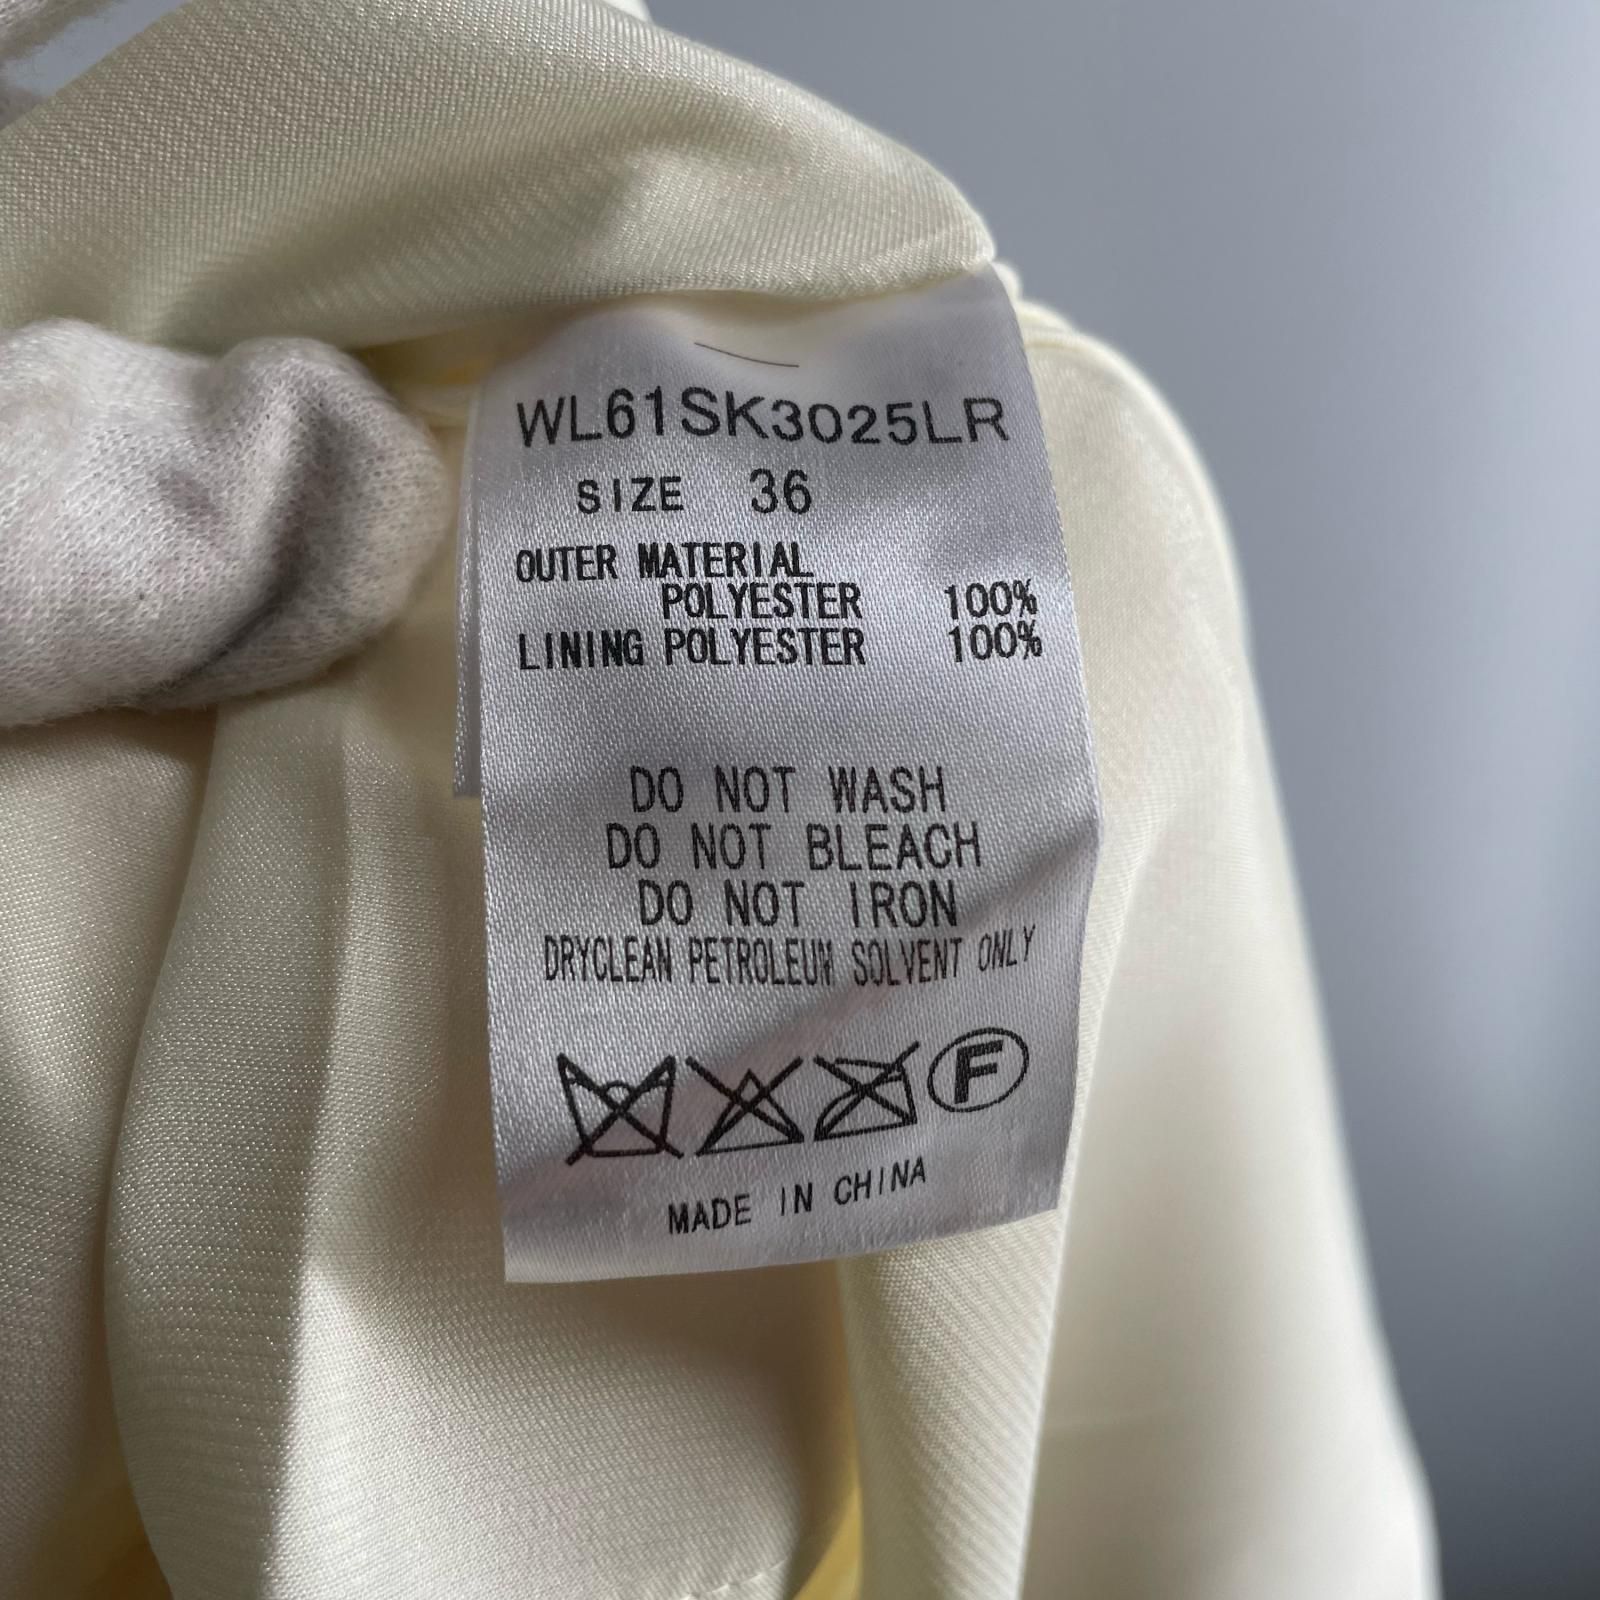 WL61SK3025LR
SIZE 36
OUTER MATERIAL
POLYESTER 100%
LINING POLYESTER 100%
DO NOT WASH
DO NOT BLEACH
DO NOT IRON
DRYCLEAN PETROLEUM SOLVENT ONLY
F
MADE IN CHINA